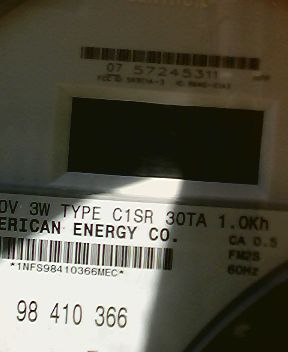 07 57245311
0V 3W TYPE C1SR 30TA 1.0Kh
ERICAN ENERGY CO.
CA 0.5
FM2S
60Hz
*1NFS98410366MEC*
98 410 366